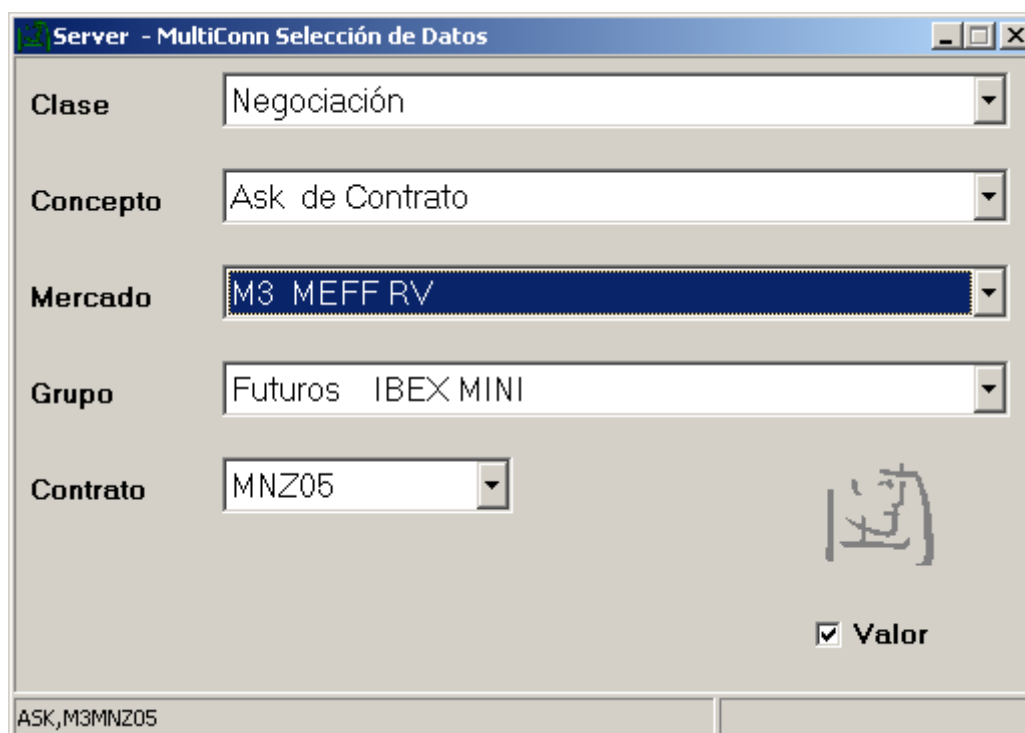 Server - MultiConn Selección de Datos
Clase Negociación
Concepto Ask de Contrato
Mercado M3 MEFF RV
Grupo Futuros IBEX MINI
Contrato MNZ05
Valor
ASK,M3MNZ05